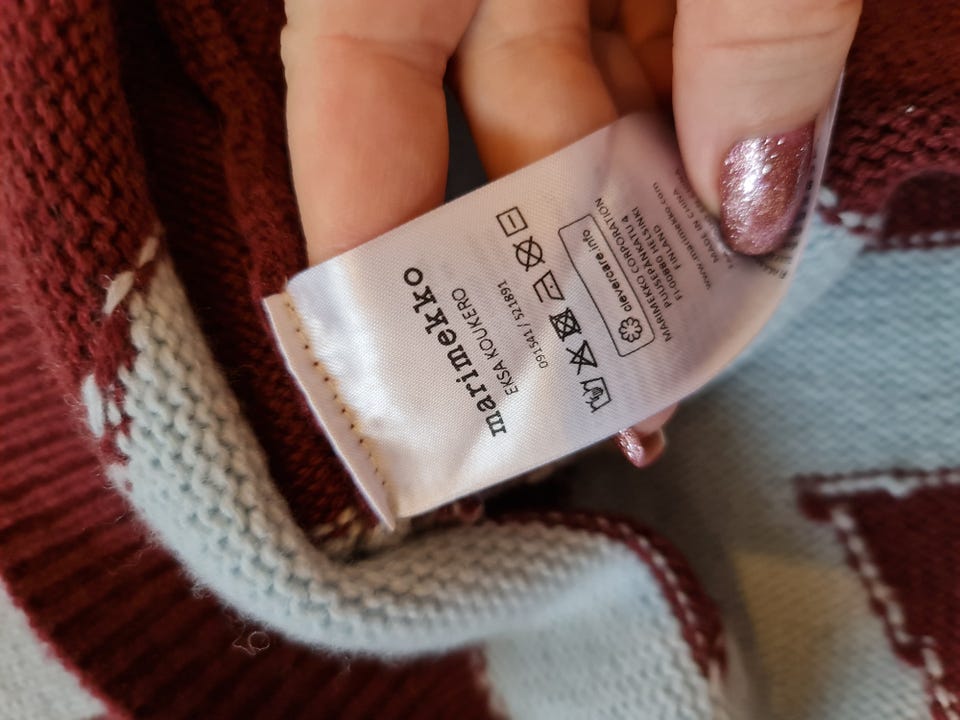 marimekko
EKSA KOUKERO
091541 / 521891
clevercare.info
MARIMEKKO CORPORATION
PUUSEPÄNKATU 4
FI-00880 HELSINKI
FINLAND
www.marimekko.com
MADE IN CHINA